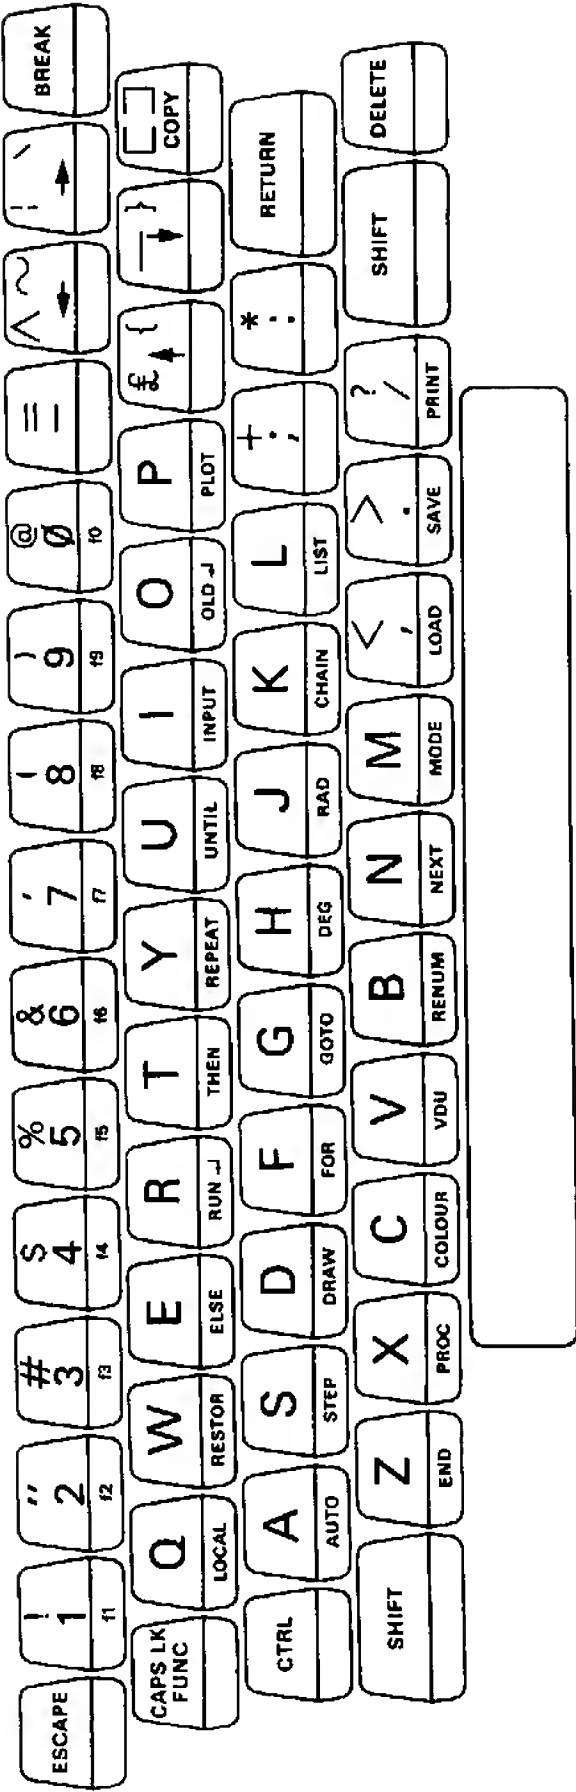 ESCAPE ! 1 f1 " 2 f2 # 3 f3 $ 4 f4 % 5 f5 & 6 f6 ' 7 f7 ( 8 f8 ) 9 f9 @ 0 f0 = - ^ ~ ← ¦ \ → BREAK
CAPS LK FUNC Q LOCAL W RESTOR E ELSE R RUN ↵ T THEN Y REPEAT U UNTIL I INPUT O OLD ↵ P PLOT £ { ↑ _ } ↓ [ ] COPY
CTRL A AUTO S STEP D DRAW F FOR G GOTO H DEG J RAD K CHAIN L LIST + ; * : RETURN
SHIFT Z END X PROC C COLOUR V VDU B RENUM N NEXT M MODE < , LOAD > . SAVE ? / PRINT SHIFT DELETE